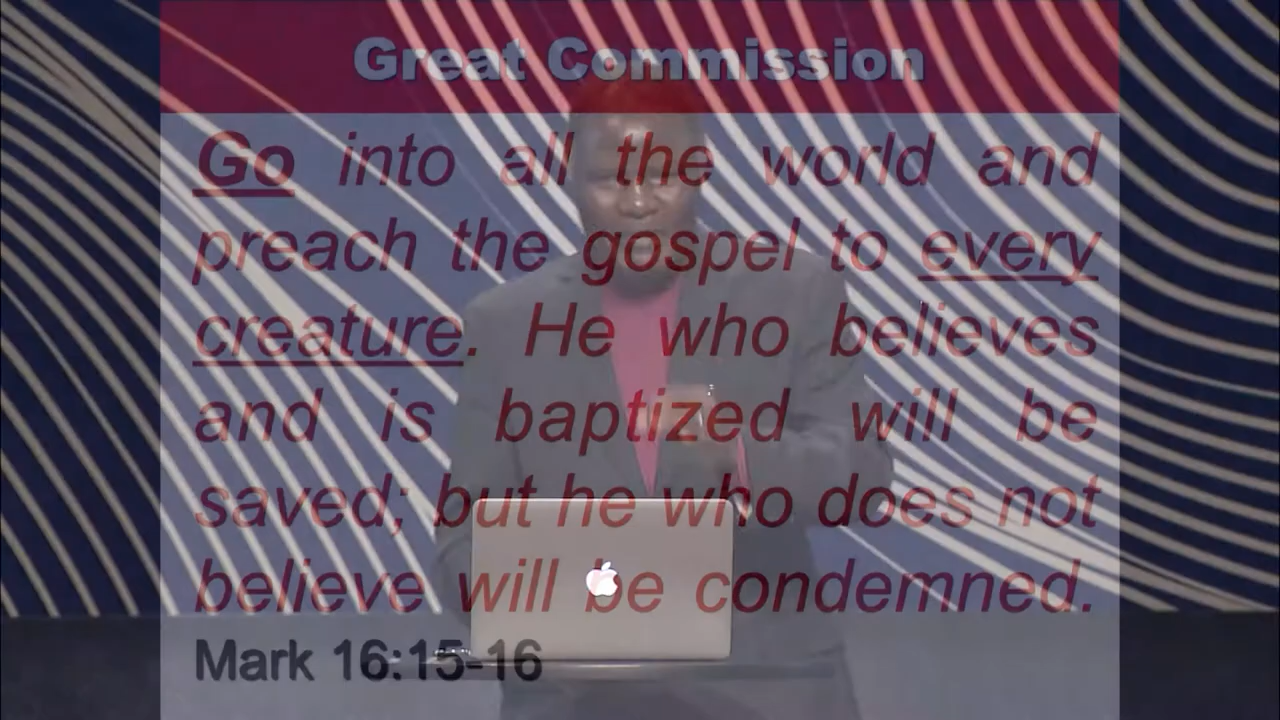 Great Commission
Go into all the world and
preach the gospel to every
creature. He who believes
and is baptized will be
saved; but he who does not
believe will be condemned.
Mark 16:15-16